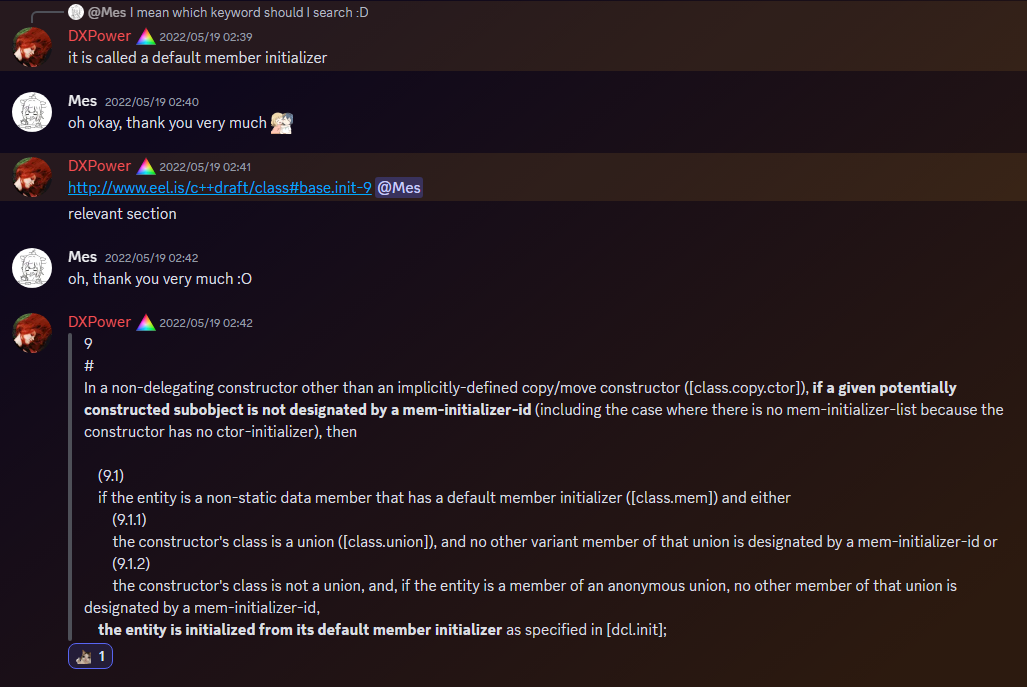 @Mes I mean which keyword should I search :D
DXPower 2022/05/19 02:39
it is called a default member initializer
Mes 2022/05/19 02:40
oh okay, thank you very much
DXPower 2022/05/19 02:41
http://www.eel.is/c++draft/class#base.init-9 @Mes
relevant section
Mes 2022/05/19 02:42
oh, thank you very much :O
DXPower 2022/05/19 02:42
9
#
In a non-delegating constructor other than an implicitly-defined copy/move constructor ([class.copy.ctor]), if a given potentially
constructed subobject is not designated by a mem-initializer-id (including the case where there is no mem-initializer-list because the
constructor has no ctor-initializer), then
(9.1)
if the entity is a non-static data member that has a default member initializer ([class.mem]) and either
(9.1.1)
the constructor's class is a union ([class.union]), and no other variant member of that union is designated by a mem-initializer-id or
(9.1.2)
the constructor's class is not a union, and, if the entity is a member of an anonymous union, no other member of that union is
designated by a mem-initializer-id,
the entity is initialized from its default member initializer as specified in [dcl.init];
1